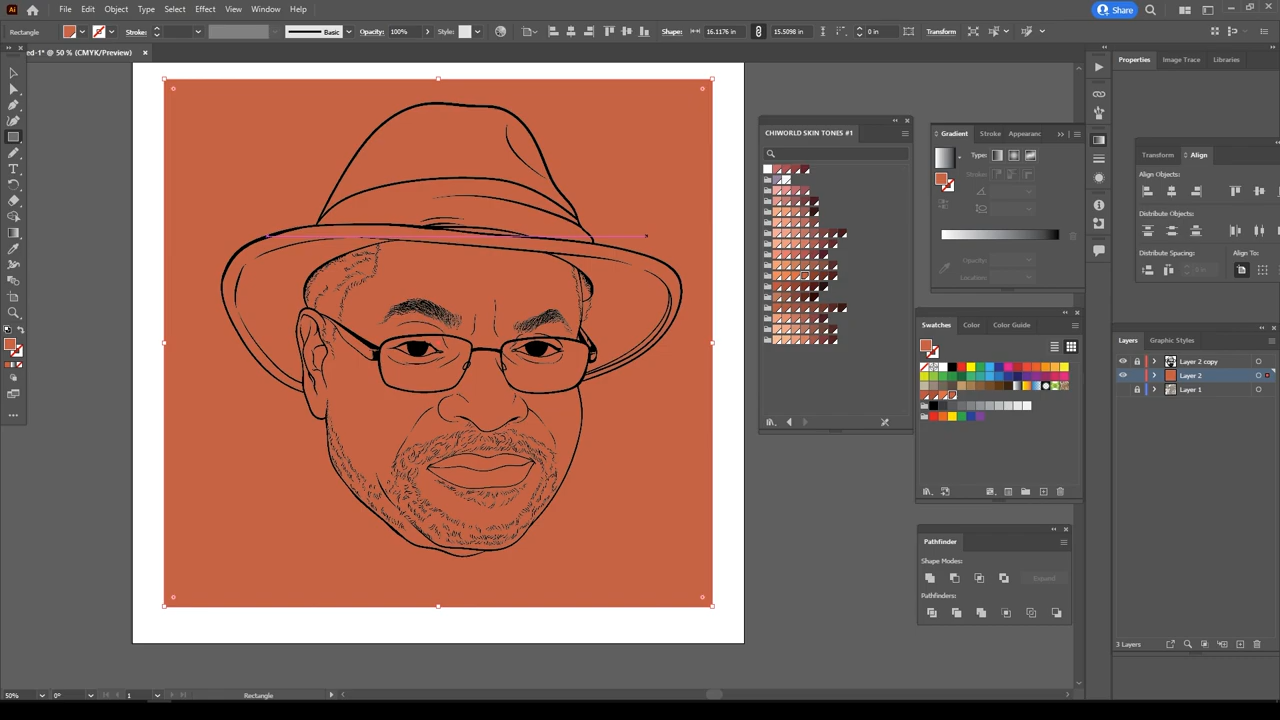 Ai File Edit Object Type Select Effect View Window Help Share
Rectangle Stroke: Basic Opacity: 100% Style: Shape: 16.1176 in 15.5098 in 0 in Transform
ed-1* @ 50 % (CMYK/Preview) ×
Properties Image Trace Libraries
CHIWORLD SKIN TONES #1
Gradient Stroke Appearanc
Type:
Stroke:
Opacity:
Location:
Transform Align
Align Objects:
Distribute Objects:
Distribute Spacing: Align To:
Swatches Color Color Guide
Layers
Layer 2 copy
Layer 2
Layer 1
Pathfinder
Shape Modes:
Expand
Pathfinders:
3 Layers
50% 0° 1 Rectangle